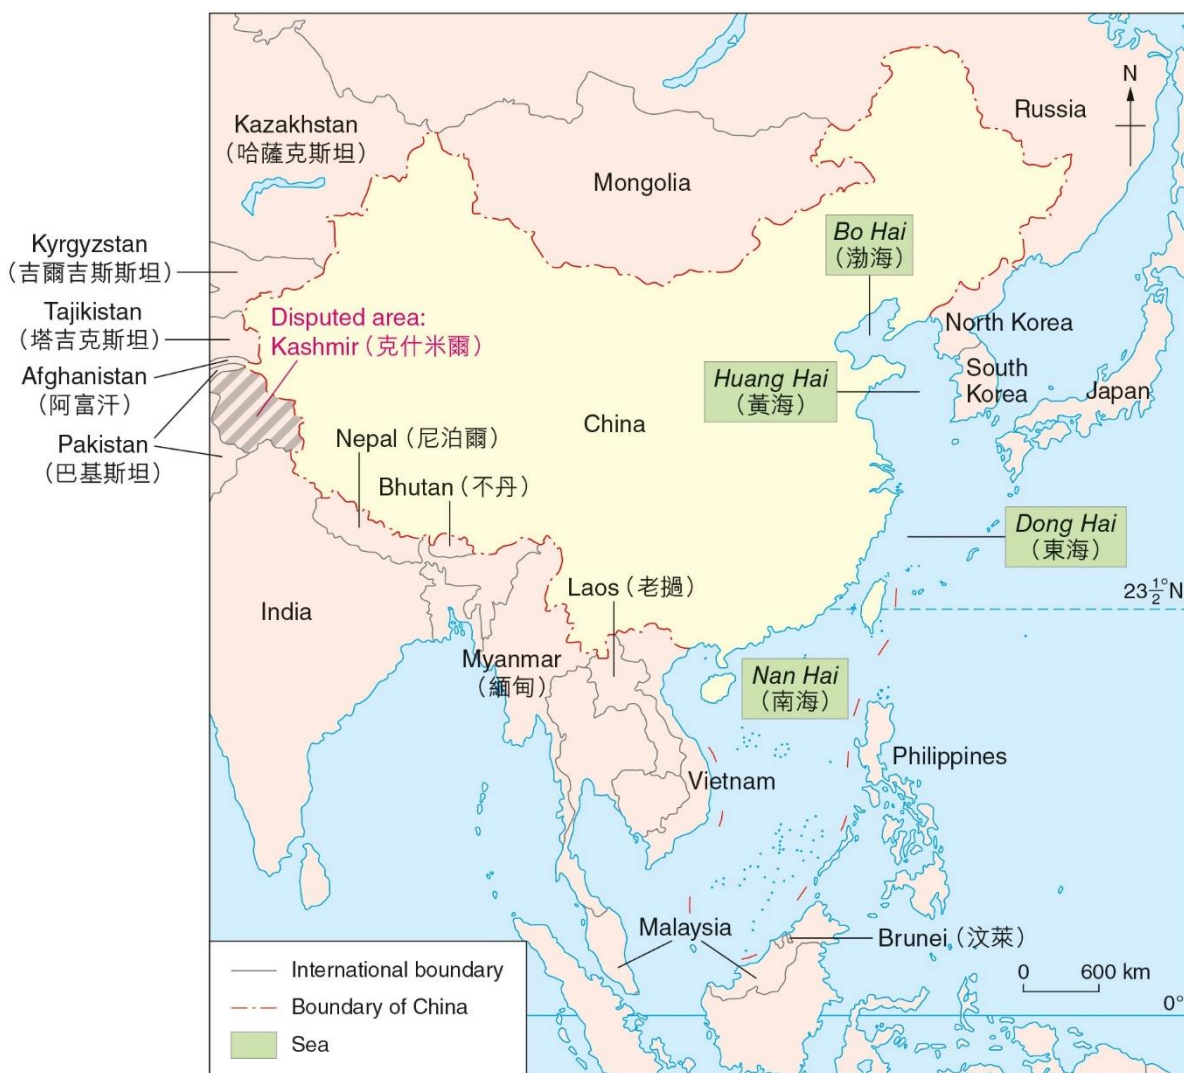 N
Russia
Kazakhstan
（哈薩克斯坦）
Mongolia
Bo Hai
（渤海）
Kyrgyzstan
（吉爾吉斯斯坦）
Tajikistan
（塔吉克斯坦）
Disputed area:
Kashmir（克什米爾）
North Korea
Afghanistan
（阿富汗）
Huang Hai
（黃海）
South
Korea
Japan
China
Pakistan
（巴基斯坦）
Nepal（尼泊爾）
Bhutan（不丹）
Dong Hai
（東海）
Laos（老撾）
23½°N
India
Myanmar
（緬甸）
Nan Hai
（南海）
Philippines
Vietnam
Malaysia
Brunei（汶萊）
International boundary
Boundary of China
Sea
0 600 km
0°